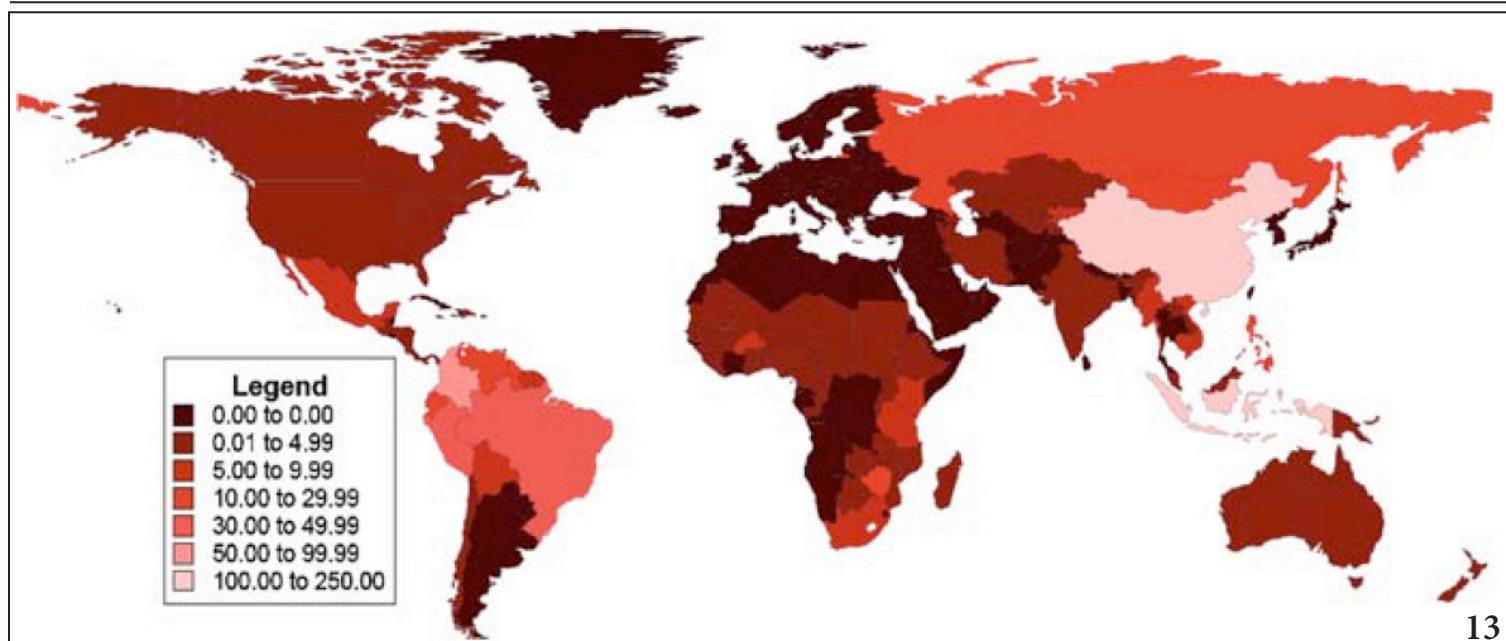 Legend
0.00 to 0.00
0.01 to 4.99
5.00 to 9.99
10.00 to 29.99
30.00 to 49.99
50.00 to 99.99
100.00 to 250.00
13